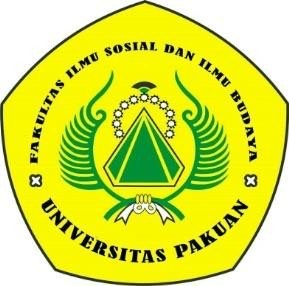 FAKULTAS ILMU SOSIAL DAN ILMU BUDAYA
UNIVERSITAS PAKUAN